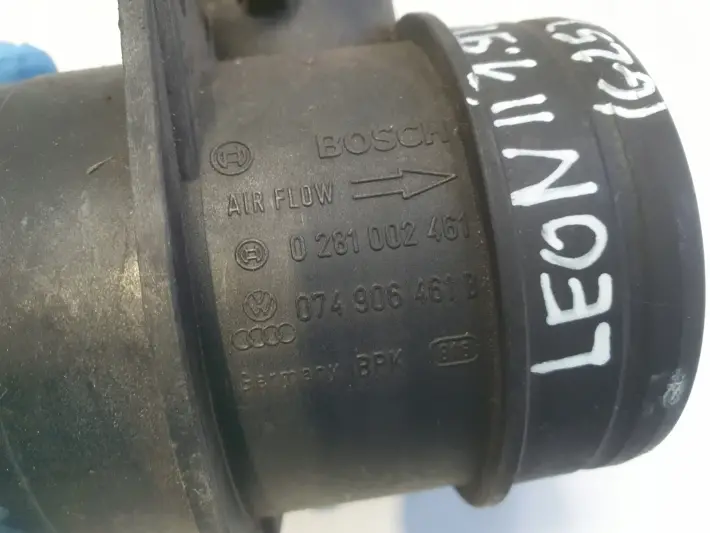 BOSCH
AIR FLOW
0 281 002 461
074 906 461 B
Germany BPK
LEON II 1.9